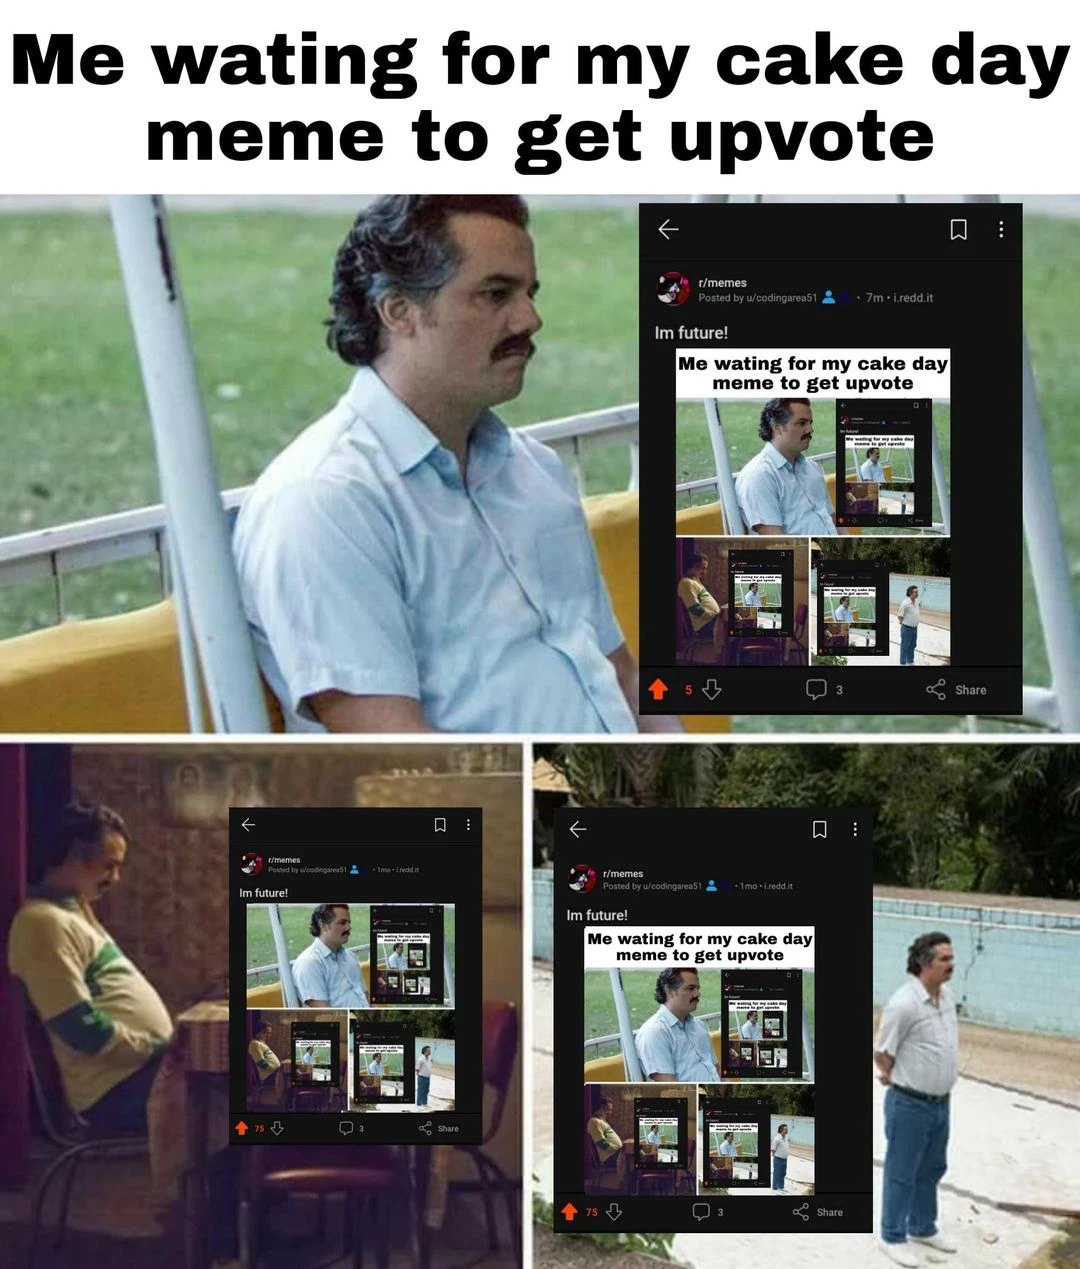 Me wating for my cake day
meme to get upvote
r/memes
Posted by u/codingarea51 · 7m • i.redd.it
Im future!
Me wating for my cake day
meme to get upvote
5
3
Share
r/memes
Posted by u/codingarea51 • 1mo • i.redd.it
Im future!
75
3
Share
r/memes
Posted by u/codingarea51 • 1mo • i.redd.it
Im future!
Me wating for my cake day
meme to get upvote
75
3
Share